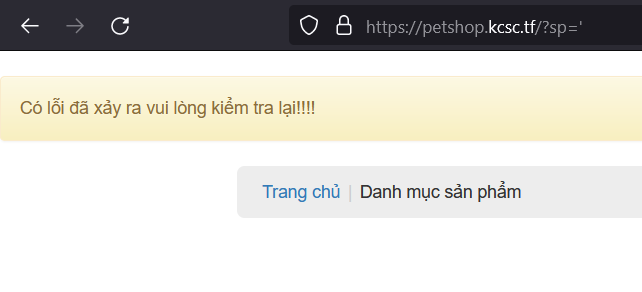 https://petshop.kcsc.tf/?sp='
Có lỗi đã xảy ra vui lòng kiểm tra lại!!!!
Trang chủ | Danh mục sản phẩm